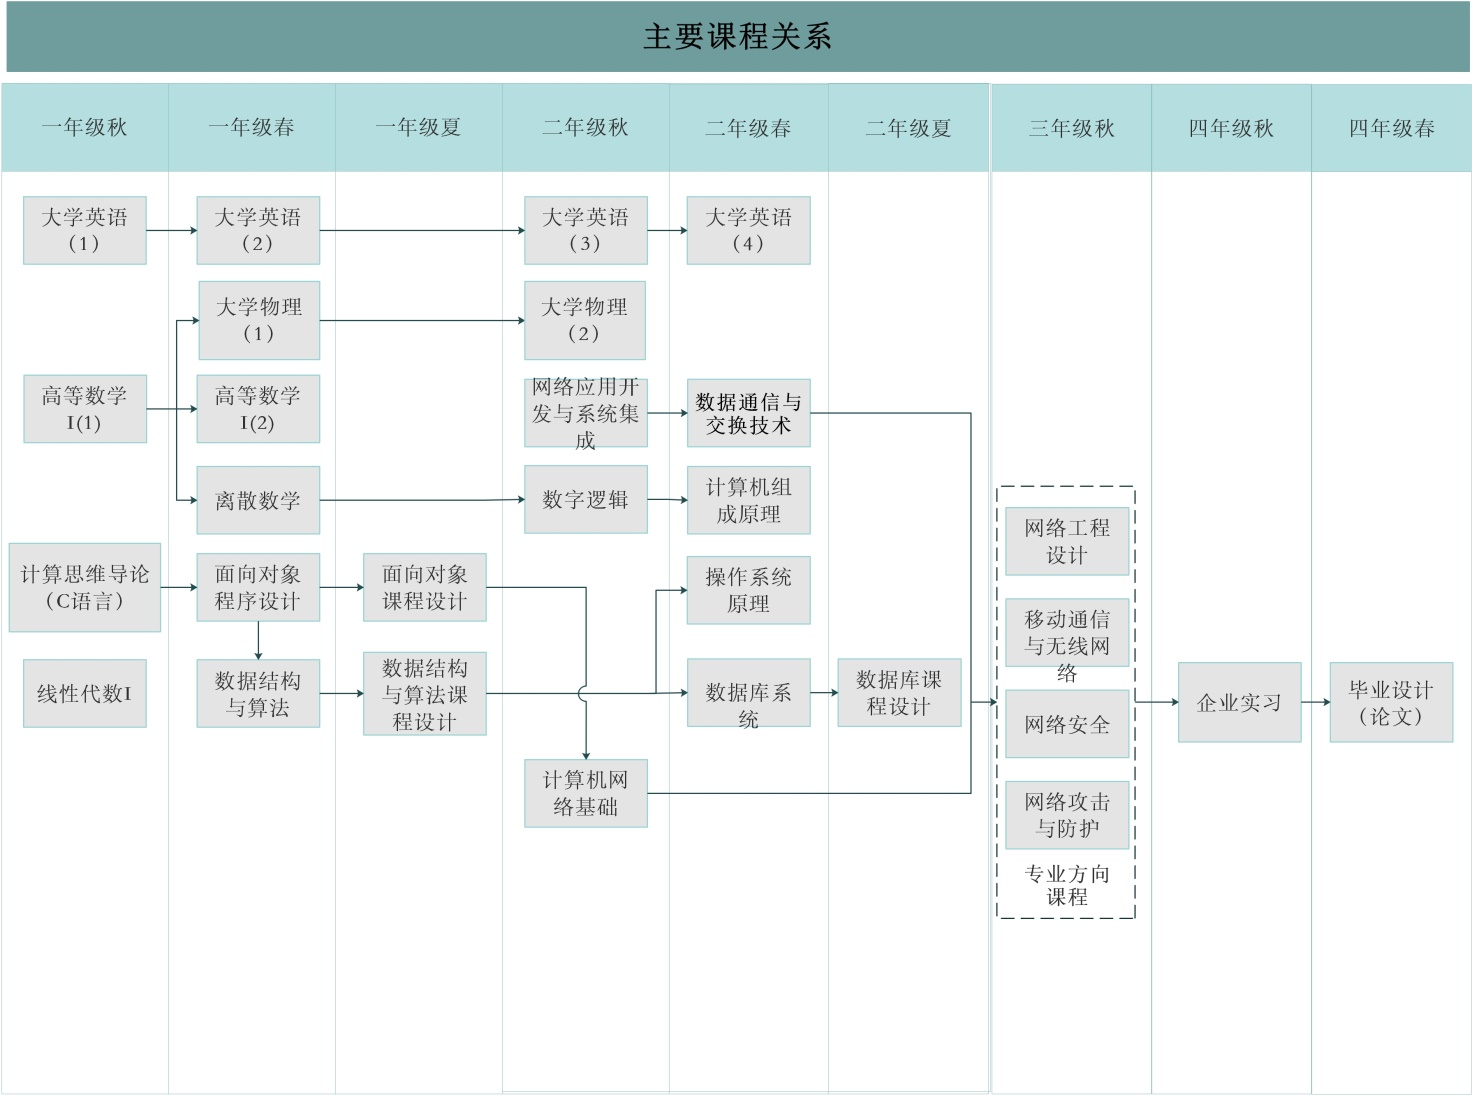 主要课程关系
一年级秋
一年级春
一年级夏
二年级秋
二年级春
二年级夏
三年级秋
四年级秋
四年级春
大学英语
（1）
大学英语
（2）
大学英语
（3）
大学英语
（4）
大学物理
（1）
大学物理
（2）
高等数学
I(1)
高等数学
I(2)
网络应用开
发与系统集
成
数据通信与
交换技术
离散数学
数字逻辑
计算机组
成原理
计算思维导论
（C语言）
面向对象
程序设计
面向对象
课程设计
操作系统
原理
线性代数I
数据结构
与算法
数据结构
与算法课
程设计
数据库系
统
数据库课
程设计
计算机网
络基础
网络工程
设计
移动通信
与无线网
络
网络安全
网络攻击
与防护
专业方向
课程
企业实习
毕业设计
（论文）